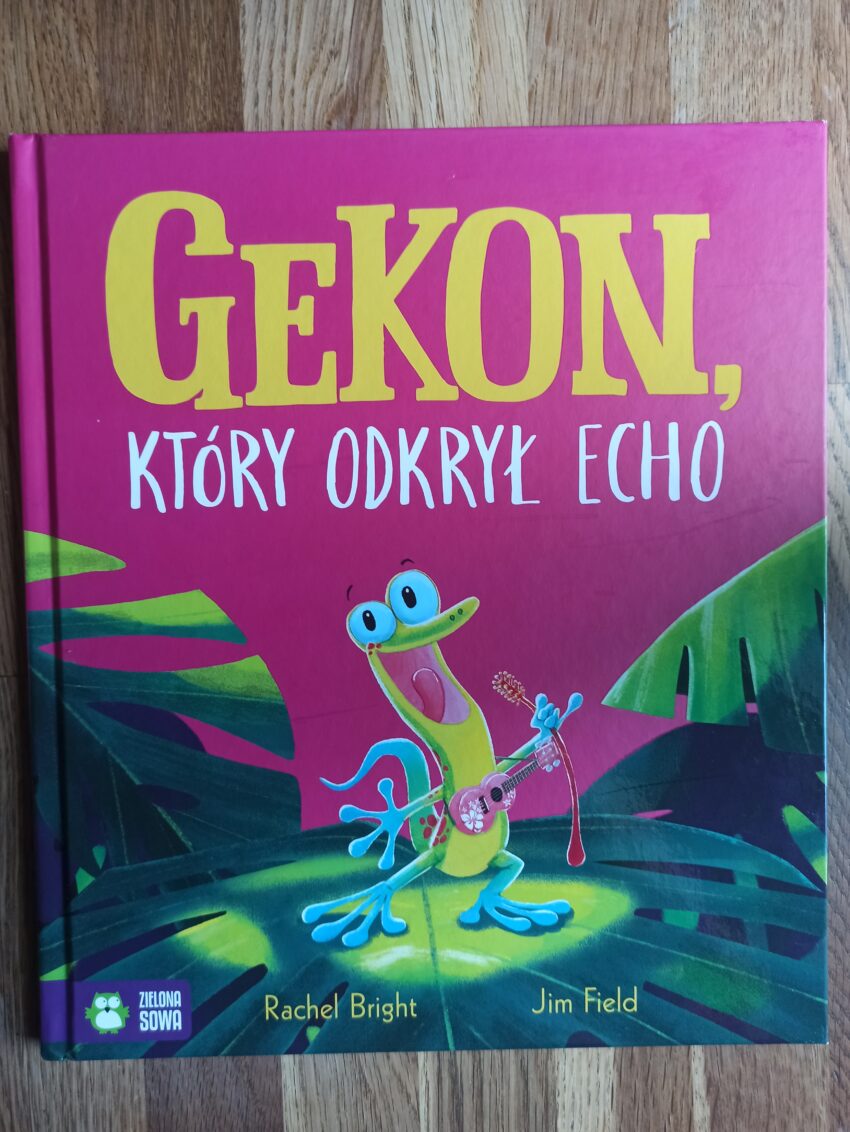 GEKON,
KTÓRY ODKRYŁ ECHO
Rachel Bright
Jim Field
ZIELONA
SOWA